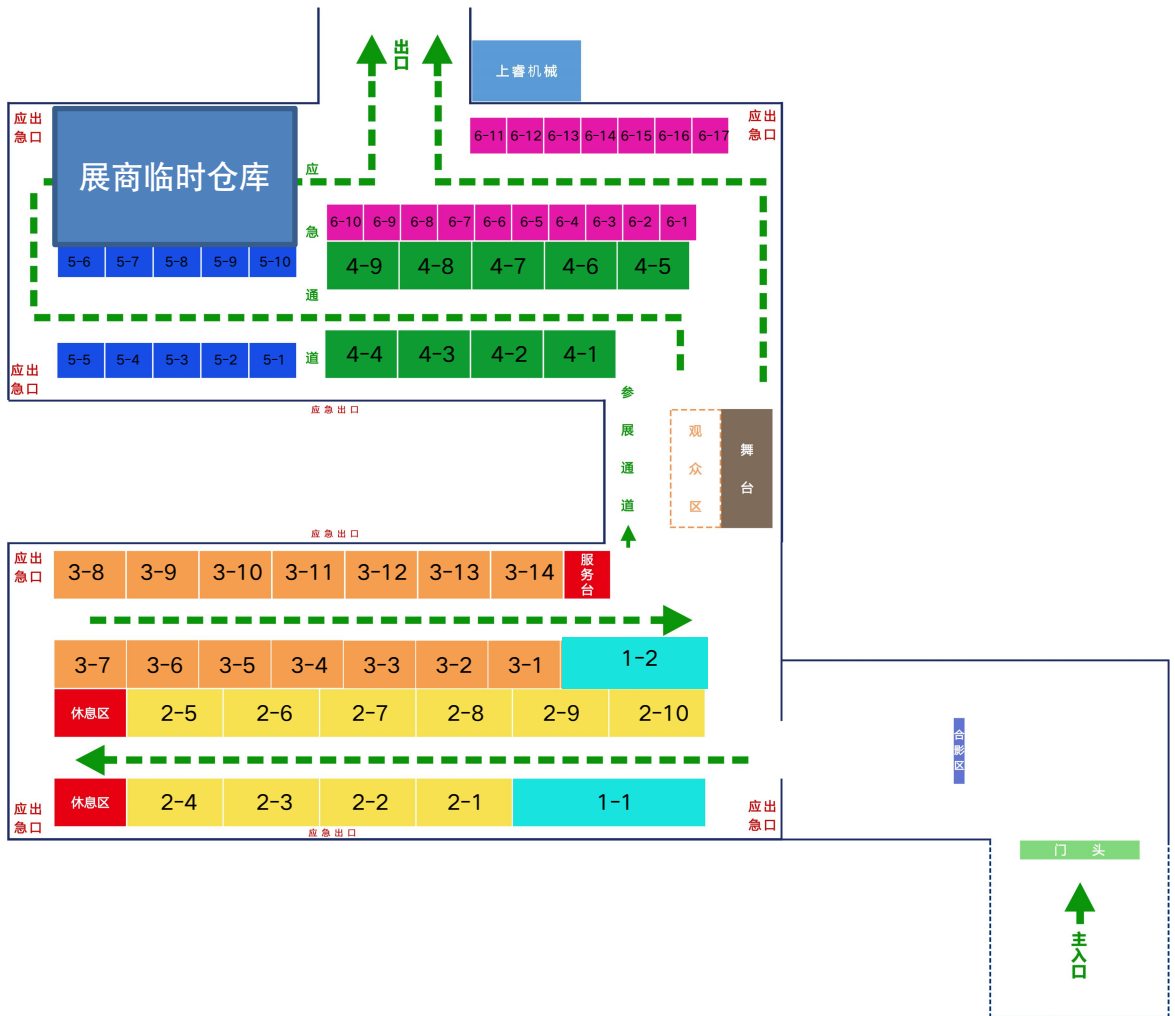 出口
上睿机械
应出
急口
展商临时仓库
应急通道
6-11 6-12 6-13 6-14 6-15 6-16 6-17
应出
急口
6-10 6-9 6-8 6-7 6-6 6-5 6-4 6-3 6-2 6-1
5-6 5-7 5-8 5-9 5-10
4-9 4-8 4-7 4-6 4-5
5-5 5-4 5-3 5-2 5-1
4-4 4-3 4-2 4-1
应出
急口
应急出口
参展通道
观众区
舞台
应急出口
应出
急口
3-8 3-9 3-10 3-11 3-12 3-13 3-14
服务台
3-7 3-6 3-5 3-4 3-3 3-2 3-1
1-2
休息区
2-5 2-6 2-7 2-8 2-9 2-10
合影区
休息区
2-4 2-3 2-2 2-1
1-1
应出
急口
应急出口
应出
急口
门 头
主入口